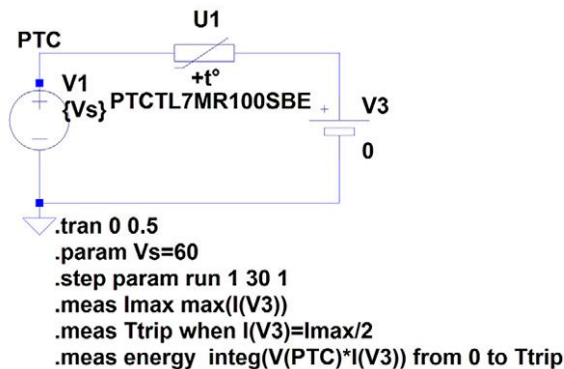 U1
PTC
+t°
V1
{Vs}
PTCTL7MR100SBE
+
V3
0
.tran 0 0.5
.param Vs=60
.step param run 1 30 1
.meas Imax max(I(V3))
.meas Ttrip when I(V3)=Imax/2
.meas energy  integ(V(PTC)*I(V3)) from 0 to Ttrip